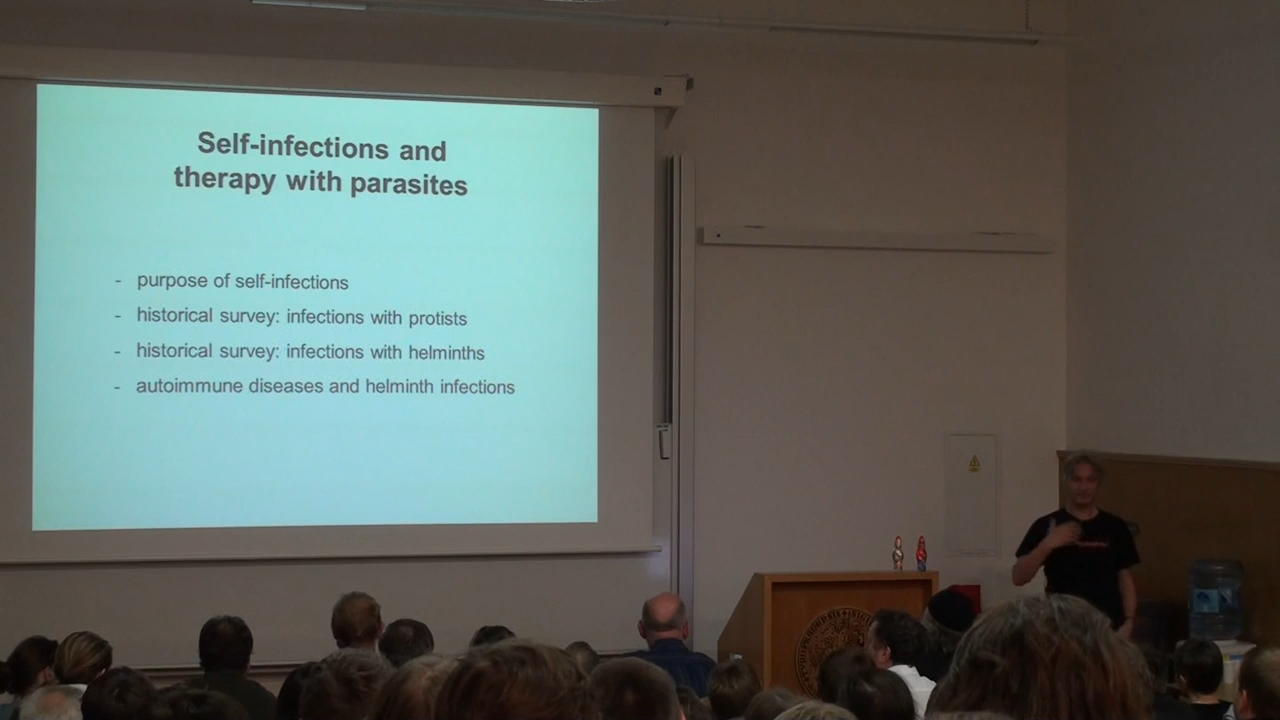 Self-infections and
therapy with parasites
- purpose of self-infections
- historical survey: infections with protists
- historical survey: infections with helminths
- autoimmune diseases and helminth infections